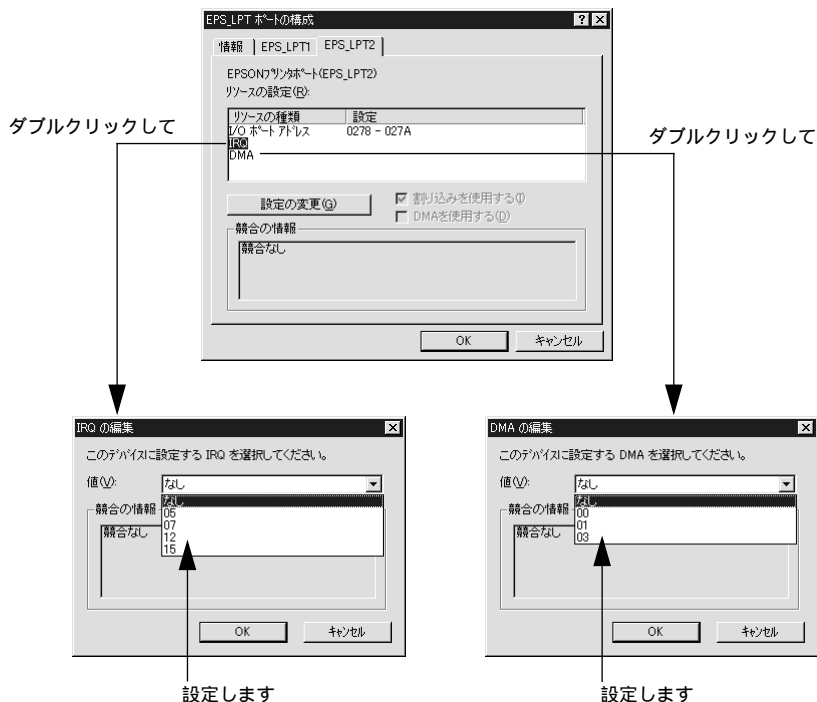 EPS_LPT ポートの構成
情報 EPS_LPT1 EPS_LPT2
EPSONプリンタポート(EPS_LPT2)
リソースの設定(R):
リソースの種類 設定
I/O ポート アドレス 0278 - 027A
IRQ
DMA
設定の変更(G)
割り込みを使用する(I)
DMAを使用する(D)
競合の情報
競合なし
OK キャンセル
ダブルクリックして
ダブルクリックして
IRQ の編集
このデバイスに設定する IRQ を選択してください。
値(V): なし
なし
05
07
12
15
競合の情報
競合なし
OK キャンセル
設定します
DMA の編集
このデバイスに設定する DMA を選択してください。
値(V): なし
なし
00
01
03
競合の情報
競合なし
OK キャンセル
設定します